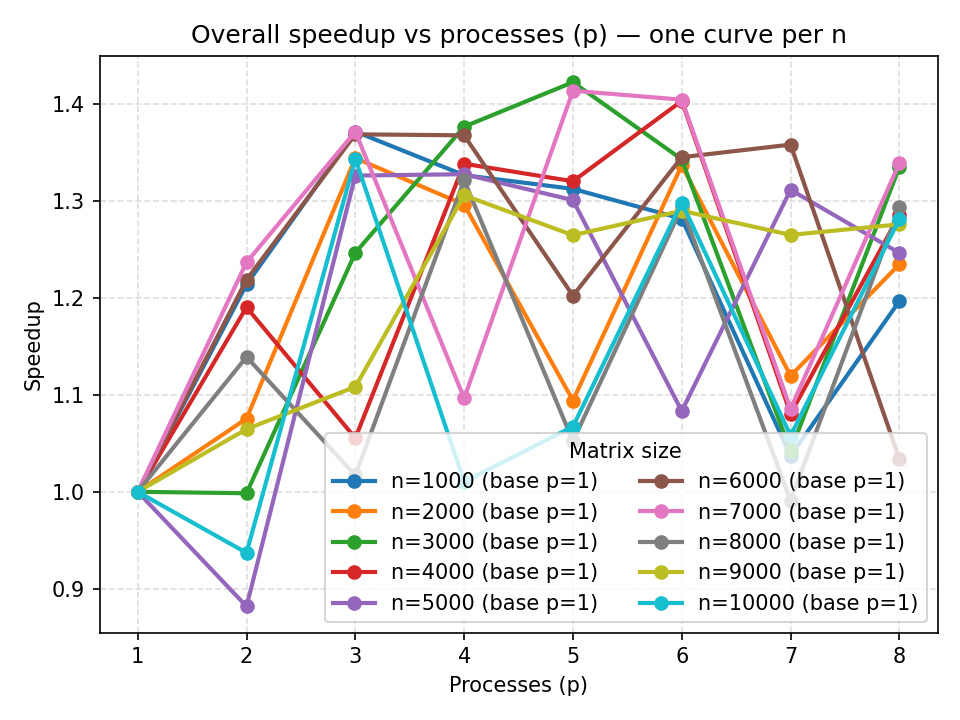 Overall speedup vs processes (p) — one curve per n
Speedup
1.4
1.3
1.2
1.1
1.0
0.9
Matrix size
n=1000 (base p=1)
n=2000 (base p=1)
n=3000 (base p=1)
n=4000 (base p=1)
n=5000 (base p=1)
n=6000 (base p=1)
n=7000 (base p=1)
n=8000 (base p=1)
n=9000 (base p=1)
n=10000 (base p=1)
1 2 3 4 5 6 7 8
Processes (p)